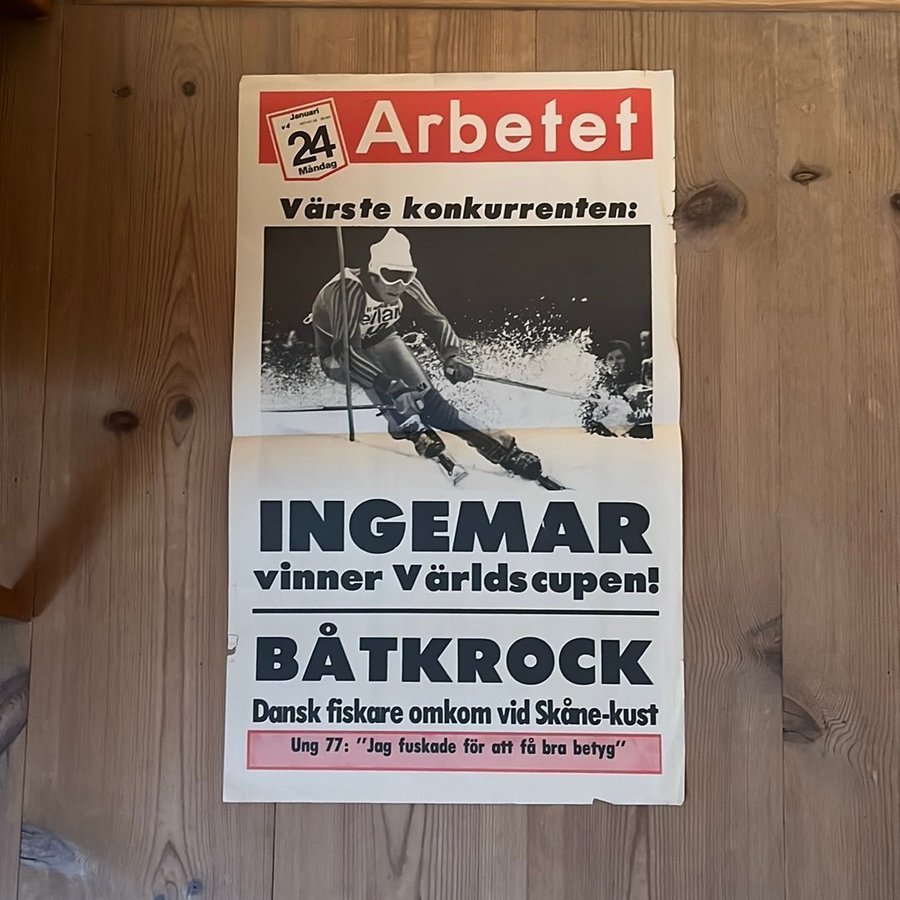 Januari
v 4
24
Måndag
Arbetet
Värste konkurrenten:
INGEMAR
vinner Världscupen!
BÅTKROCK
Dansk fiskare omkom vid Skåne-kust
Ung 77: "Jag fuskade för att få bra betyg"